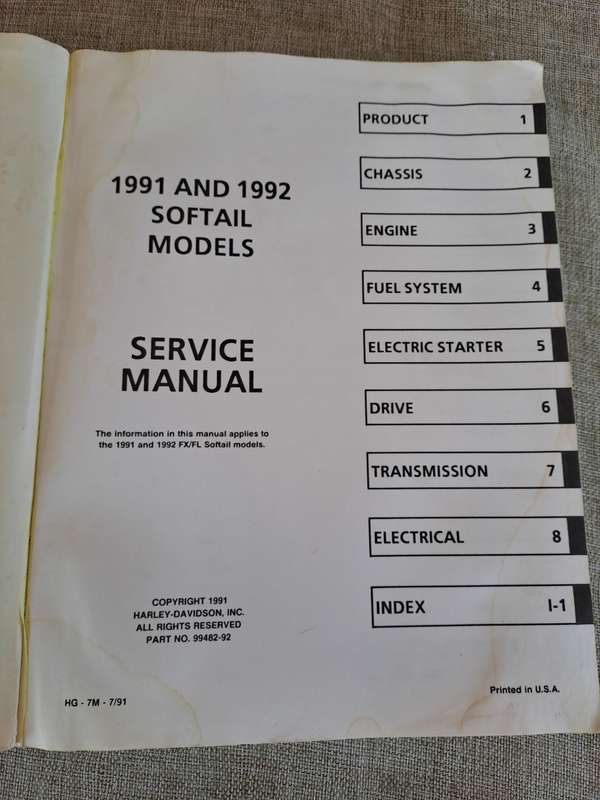 1991 AND 1992
SOFTAIL
MODELS
SERVICE
MANUAL
The information in this manual applies to
the 1991 and 1992 FX/FL Softail models.
COPYRIGHT 1991
HARLEY-DAVIDSON, INC.
ALL RIGHTS RESERVED
PART NO. 99482-92
HG - 7M - 7/91
PRODUCT 1
CHASSIS 2
ENGINE 3
FUEL SYSTEM 4
ELECTRIC STARTER 5
DRIVE 6
TRANSMISSION 7
ELECTRICAL 8
INDEX I-1
Printed in U.S.A.